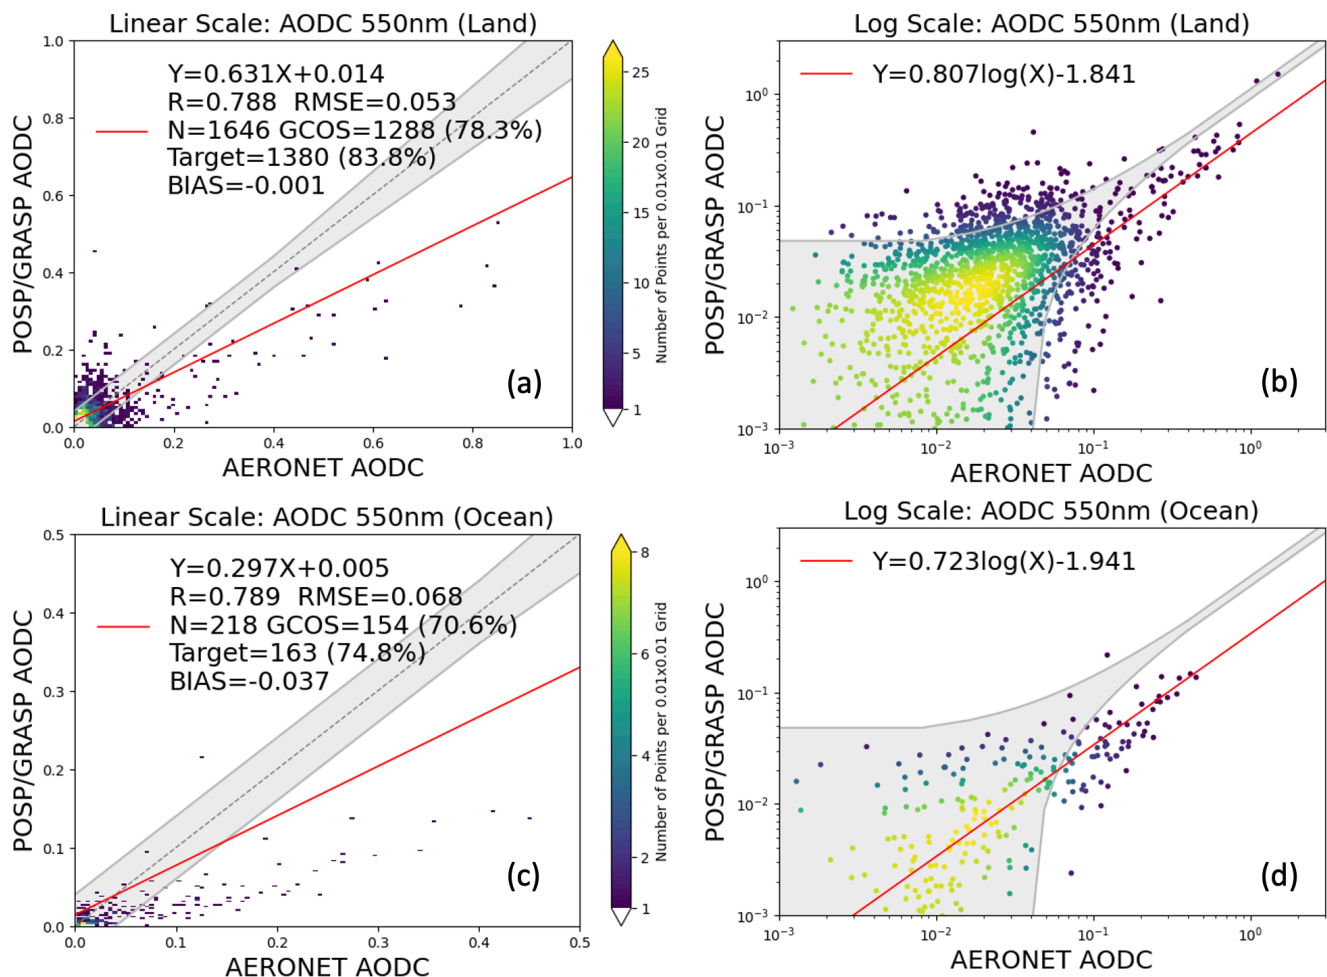 Linear Scale: AODC 550nm (Land)
1.0
0.8
0.6
0.4
0.2
0.0
0.0
0.2
0.4
0.6
0.8
1.0
POSP/GRASP AODC
AERONET AODC
Y=0.631X+0.014
R=0.788 RMSE=0.053
N=1646 GCOS=1288 (78.3%)
Target=1380 (83.8%)
BIAS=-0.001
(a)
25
20
15
10
5
1
Number of Points per 0.01x0.01 Grid
Log Scale: AODC 550nm (Land)
Y=0.807log(X)-1.841
10⁰
10⁻¹
10⁻²
10⁻³
10⁻³
10⁻²
10⁻¹
10⁰
POSP/GRASP AODC
AERONET AODC
(b)
Linear Scale: AODC 550nm (Ocean)
0.5
0.4
0.3
0.2
0.1
0.0
0.0
0.1
0.2
0.3
0.4
0.5
POSP/GRASP AODC
AERONET AODC
Y=0.297X+0.005
R=0.789 RMSE=0.068
N=218 GCOS=154 (70.6%)
Target=163 (74.8%)
BIAS=-0.037
(c)
8
6
4
2
1
Number of Points per 0.01x0.01 Grid
Log Scale: AODC 550nm (Ocean)
Y=0.723log(X)-1.941
10⁰
10⁻¹
10⁻²
10⁻³
10⁻³
10⁻²
10⁻¹
10⁰
POSP/GRASP AODC
AERONET AODC
(d)